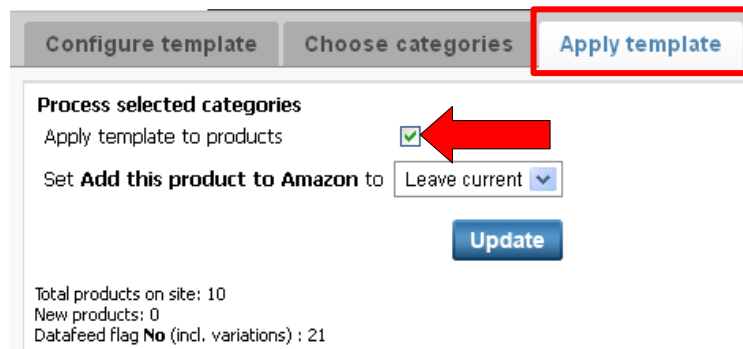 Configure template Choose categories Apply template
Process selected categories
Apply template to products
Set Add this product to Amazon to Leave current
Update
Total products on site: 10
New products: 0
Datafeed flag No (incl. variations) : 21